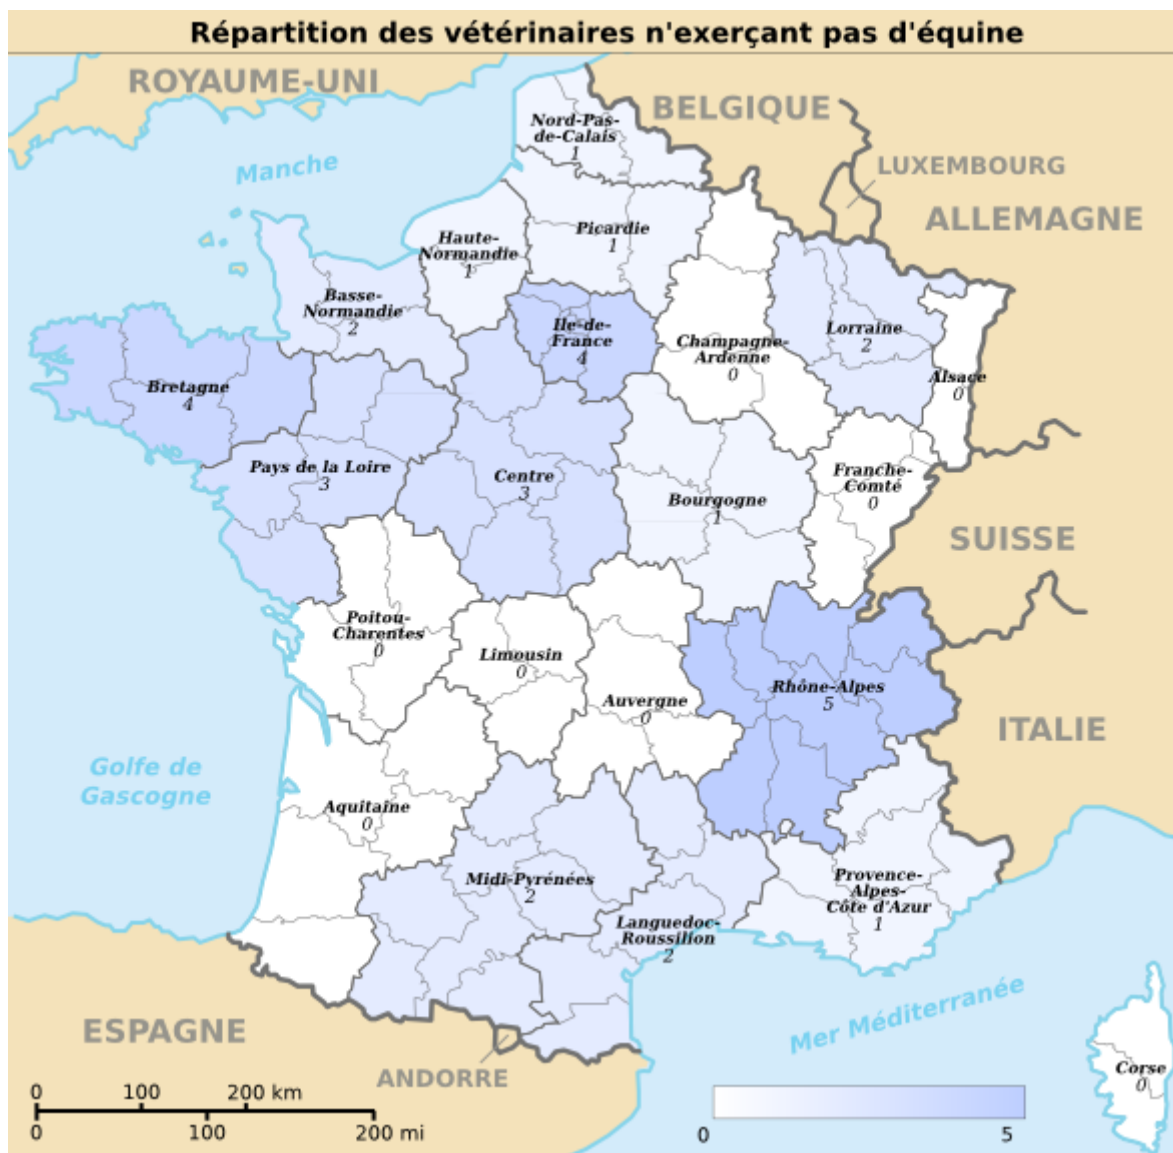 Répartition des vétérinaires n'exerçant pas d'équine
ROYAUME-UNI
BELGIQUE
LUXEMBOURG
ALLEMAGNE
Manche
Nord-Pas-
de-Calais
1
Picardie
1
Haute-
Normandie
1
Basse-
Normandie
2
Ile-de-
France
4
Champagne-
Ardenne
0
Lorraine
2
Alsace
0
Bretagne
4
Pays de la Loire
3
Centre
3
Bourgogne
1
Franche-
Comté
0
SUISSE
Poitou-
Charentes
0
Limousin
0
Auvergne
0
Rhône-Alpes
5
ITALIE
Golfe de
Gascogne
Aquitaine
0
Midi-Pyrénées
2
Languedoc-
Roussillon
2
Provence-
Alpes-
Côte d'Azur
1
Mer Méditerranée
ESPAGNE
ANDORRE
Corse
0
0 100 200 km
0 100 200 mi
0 5